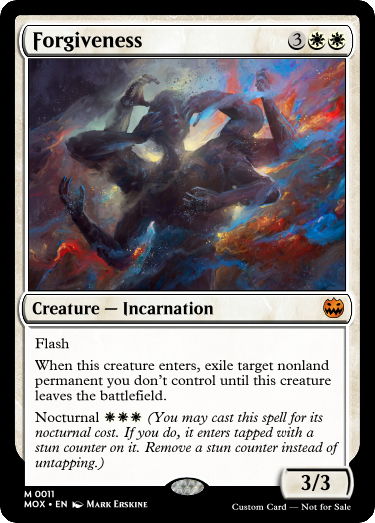 Forgiveness 3
Creature — Incarnation
Flash
When this creature enters, exile target nonland
permanent you don't control until this creature
leaves the battlefield.
Nocturnal (You may cast this spell for its
nocturnal cost. If you do, it enters tapped with a
stun counter on it. Remove a stun counter instead of
untapping.)
3/3
M 0011
MOX • EN Mark Erskine
Custom Card — Not for Sale